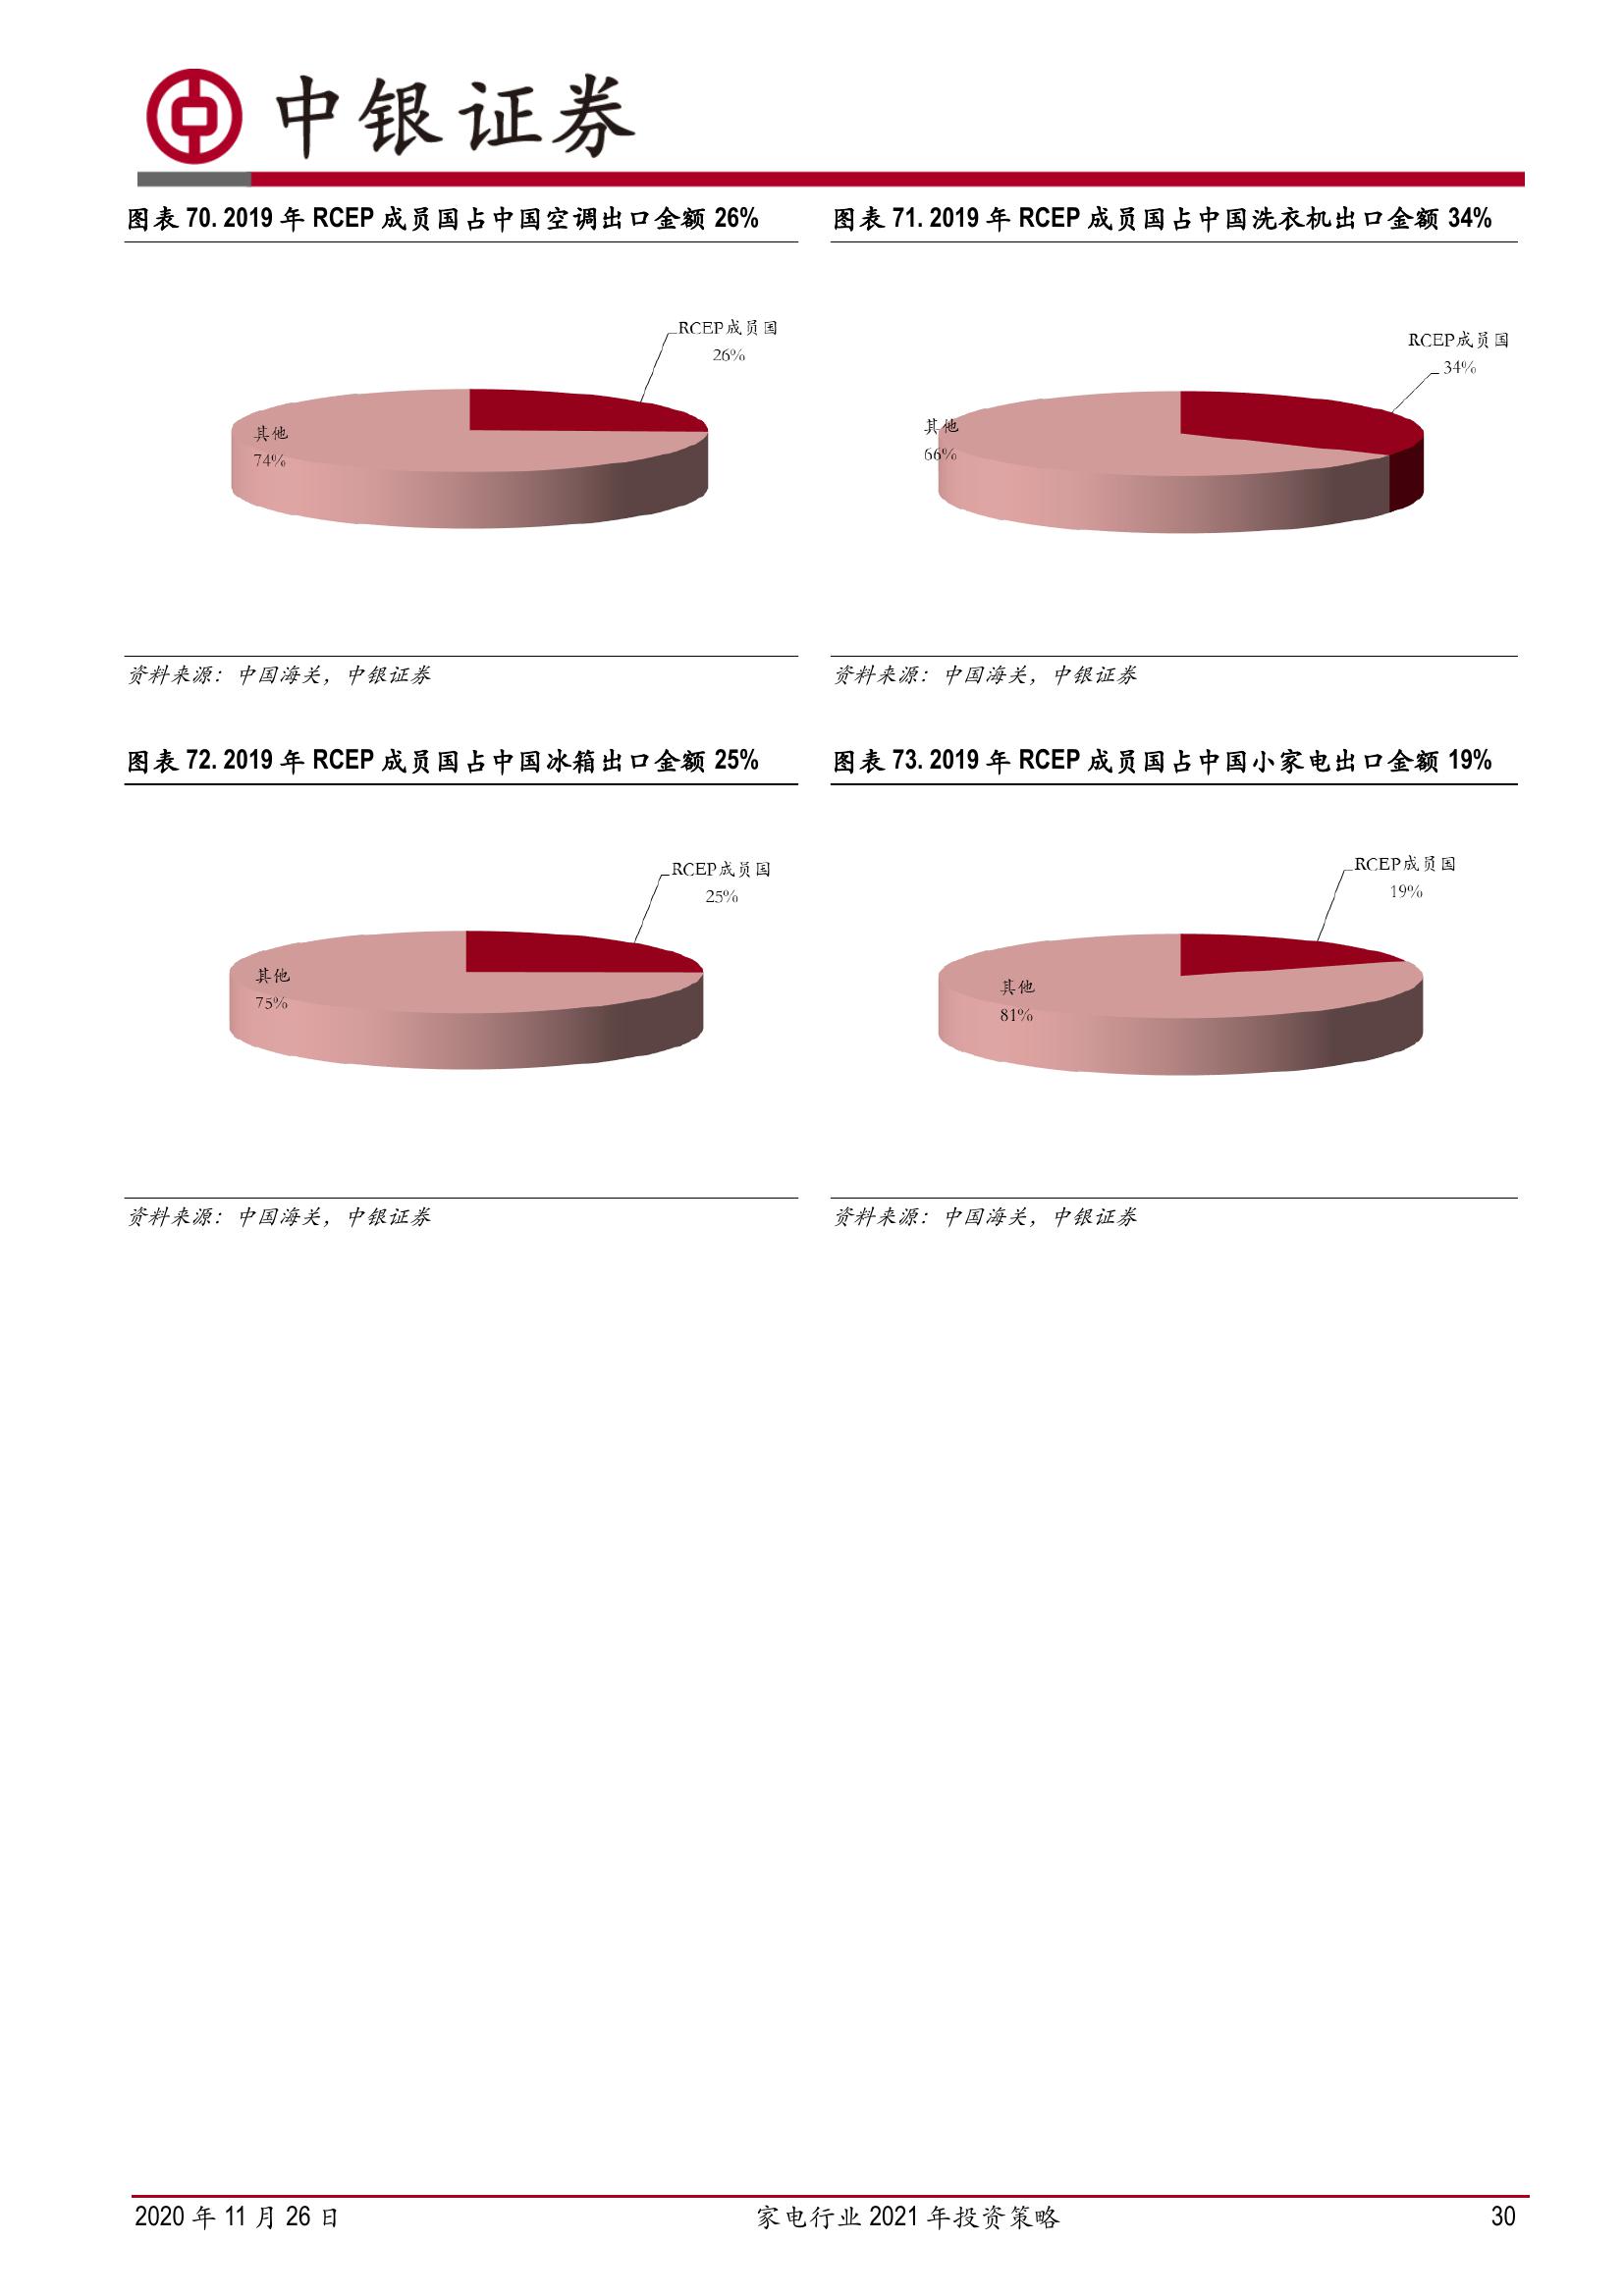 中银证券
图表 70. 2019 年 RCEP 成员国占中国空调出口金额 26%
RCEP成员国
26%
其他
74%
资料来源：中国海关，中银证券
图表 71. 2019 年 RCEP 成员国占中国洗衣机出口金额 34%
RCEP成员国
34%
其他
66%
资料来源：中国海关，中银证券
图表 72. 2019 年 RCEP 成员国占中国冰箱出口金额 25%
RCEP成员国
25%
其他
75%
资料来源：中国海关，中银证券
图表 73. 2019 年 RCEP 成员国占中国小家电出口金额 19%
RCEP成员国
19%
其他
81%
资料来源：中国海关，中银证券
2020 年 11 月 26 日
家电行业 2021 年投资策略
30